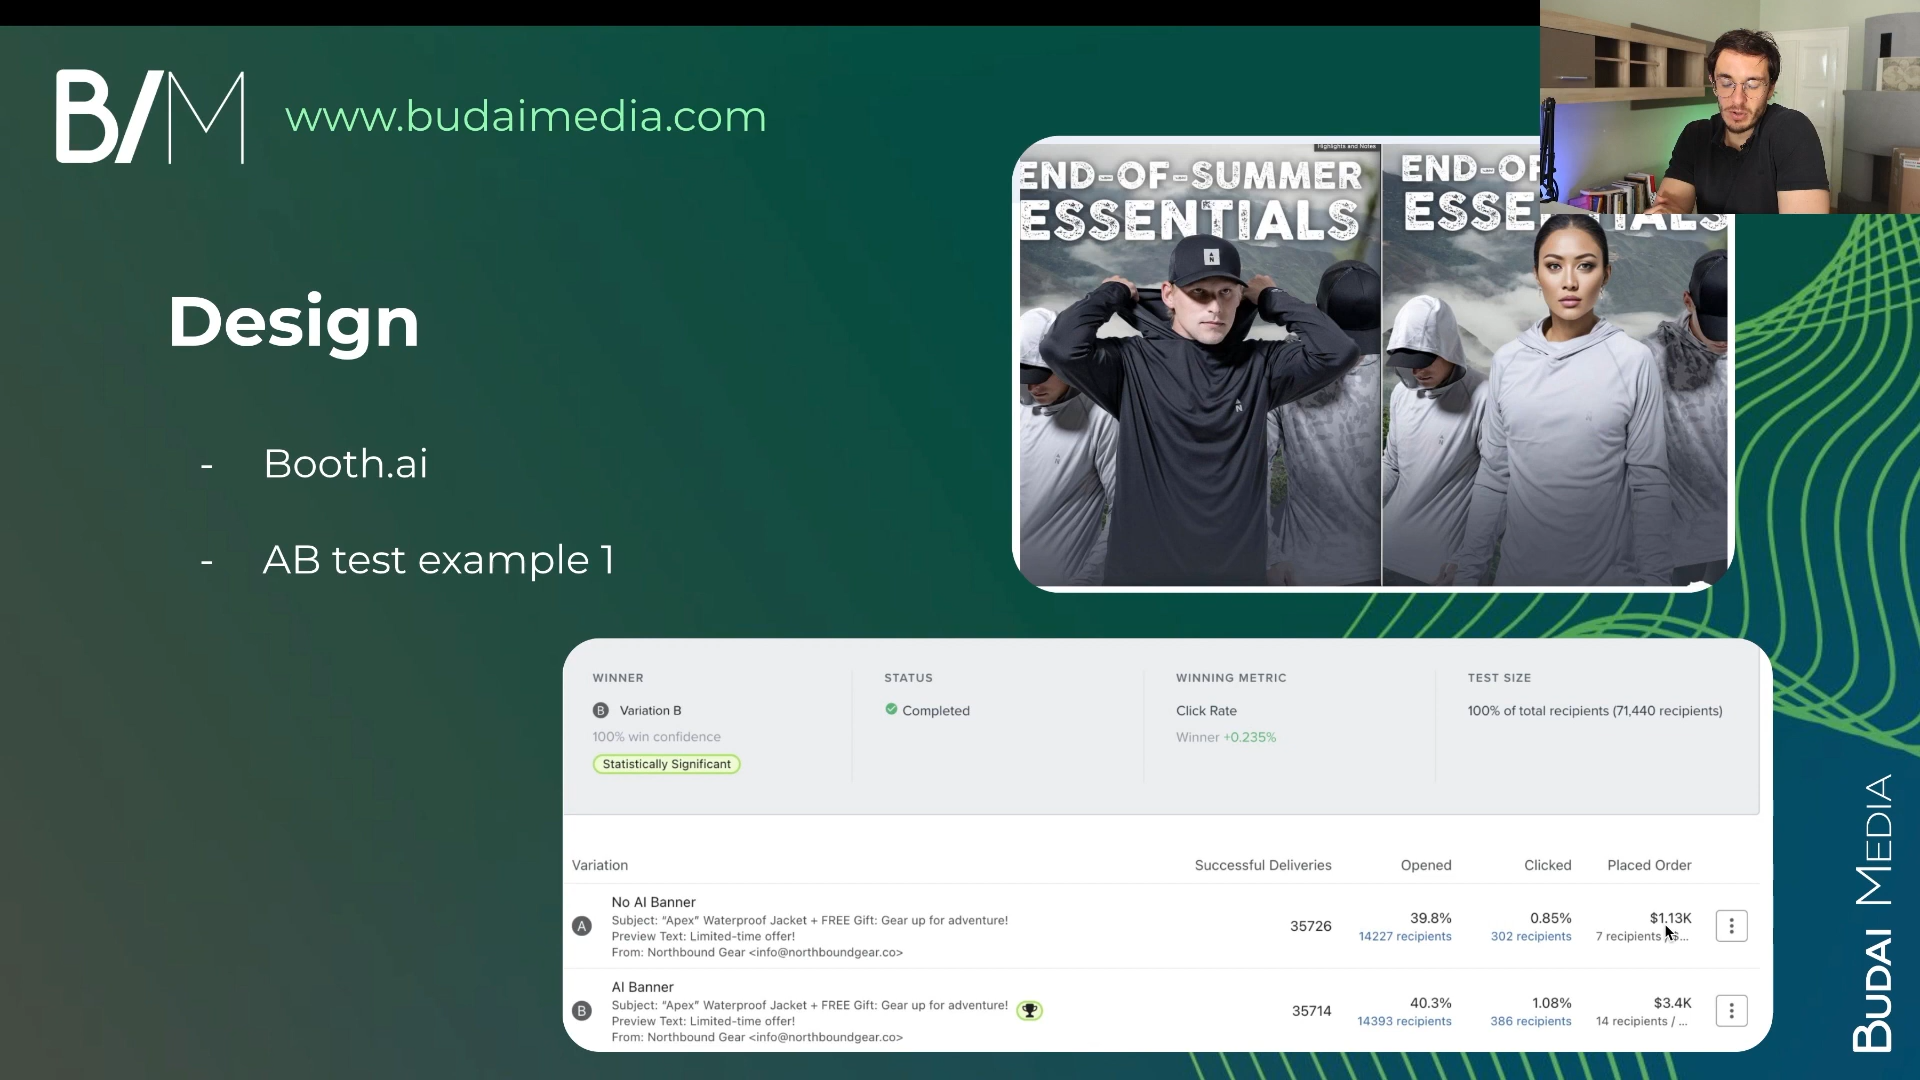 B/M
www.budaimedia.com
Highlights and Notes
END-OF-SUMMER
ESSENTIALS
END-OF
ESSENTIALS
Design
- Booth.ai
- AB test example 1
WINNER
B Variation B
100% win confidence
Statistically Significant
STATUS
Completed
WINNING METRIC
Click Rate
Winner +0.235%
TEST SIZE
100% of total recipients (71,440 recipients)
Variation Successful Deliveries Opened Clicked Placed Order
A
No AI Banner
Subject: "Apex" Waterproof Jacket + FREE Gift: Gear up for adventure!
Preview Text: Limited-time offer!
From: Northbound Gear <info@northboundgear.co>
35726
39.8%
14227 recipients
0.85%
302 recipients
$1.13K
7 recipients / $...
B
AI Banner
Subject: "Apex" Waterproof Jacket + FREE Gift: Gear up for adventure!
Preview Text: Limited-time offer!
From: Northbound Gear <info@northboundgear.co>
35714
40.3%
14393 recipients
1.08%
386 recipients
$3.4K
14 recipients / ...
BUDAI MEDIA